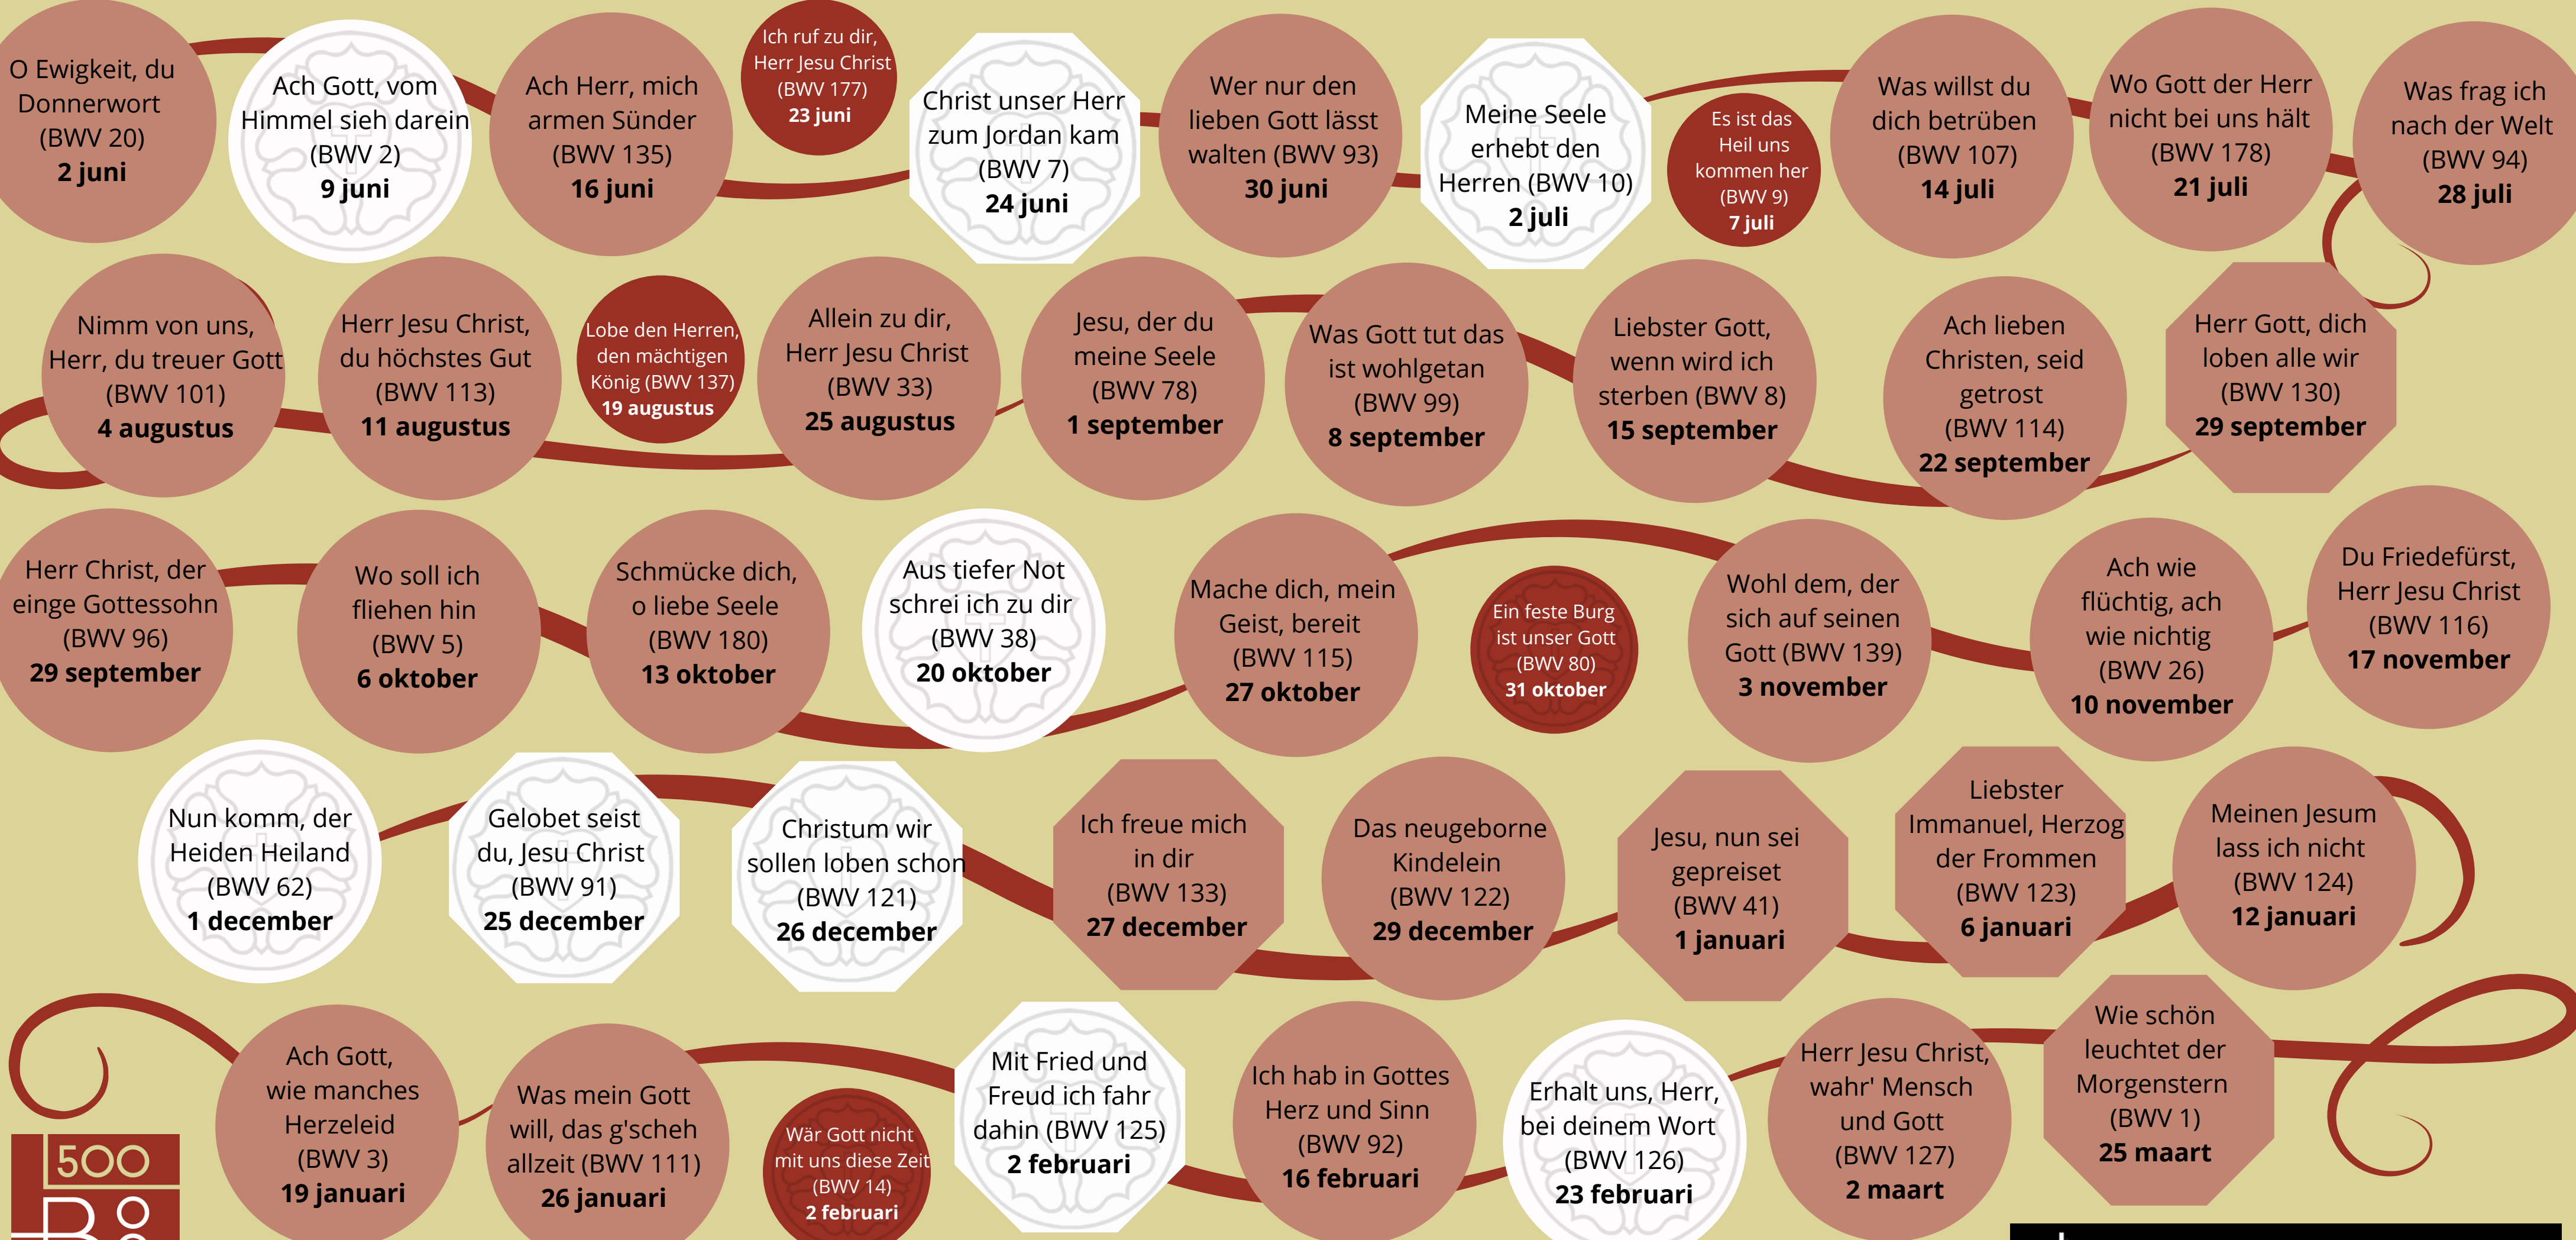 O Ewigkeit, du
Donnerwort
(BWV 20)
2 juni
Ach Gott, vom
Himmel sieh darein
(BWV 2)
9 juni
Ach Herr, mich
armen Sünder
(BWV 135)
16 juni
Ich ruf zu dir,
Herr Jesu Christ
(BWV 177)
23 juni
Christ unser Herr
zum Jordan kam
(BWV 7)
24 juni
Wer nur den
lieben Gott lässt
walten (BWV 93)
30 juni
Meine Seele
erhebt den
Herren (BWV 10)
2 juli
Es ist das
Heil uns
kommen her
(BWV 9)
7 juli
Was willst du
dich betrüben
(BWV 107)
14 juli
Wo Gott der Herr
nicht bei uns hält
(BWV 178)
21 juli
Was frag ich
nach der Welt
(BWV 94)
28 juli
Nimm von uns,
Herr, du treuer Gott
(BWV 101)
4 augustus
Herr Jesu Christ,
du höchstes Gut
(BWV 113)
11 augustus
Lobe den Herren,
den mächtigen
König (BWV 137)
19 augustus
Allein zu dir,
Herr Jesu Christ
(BWV 33)
25 augustus
Jesu, der du
meine Seele
(BWV 78)
1 september
Was Gott tut das
ist wohlgetan
(BWV 99)
8 september
Liebster Gott,
wenn wird ich
sterben (BWV 8)
15 september
Ach lieben
Christen, seid
getrost
(BWV 114)
22 september
Herr Gott, dich
loben alle wir
(BWV 130)
29 september
Herr Christ, der
einge Gottessohn
(BWV 96)
29 september
Wo soll ich
fliehen hin
(BWV 5)
6 oktober
Schmücke dich,
o liebe Seele
(BWV 180)
13 oktober
Aus tiefer Not
schrei ich zu dir
(BWV 38)
20 oktober
Mache dich, mein
Geist, bereit
(BWV 115)
27 oktober
Ein feste Burg
ist unser Gott
(BWV 80)
31 oktober
Wohl dem, der
sich auf seinen
Gott (BWV 139)
3 november
Ach wie
flüchtig, ach
wie nichtig
(BWV 26)
10 november
Du Friedefürst,
Herr Jesu Christ
(BWV 116)
17 november
Nun komm, der
Heiden Heiland
(BWV 62)
1 december
Gelobet seist
du, Jesu Christ
(BWV 91)
25 december
Christum wir
sollen loben schon
(BWV 121)
26 december
Ich freue mich
in dir
(BWV 133)
27 december
Das neugeborne
Kindelein
(BWV 122)
29 december
Jesu, nun sei
gepreiset
(BWV 41)
1 januari
Liebster
Immanuel, Herzog
der Frommen
(BWV 123)
6 januari
Meinen Jesum
lass ich nicht
(BWV 124)
12 januari
Ach Gott,
wie manches
Herzeleid
(BWV 3)
19 januari
Was mein Gott
will, das g'scheh
allzeit (BWV 111)
26 januari
Wär Gott nicht
mit uns diese Zeit
(BWV 14)
2 februari
Mit Fried und
Freud ich fahr
dahin (BWV 125)
2 februari
Ich hab in Gottes
Herz und Sinn
(BWV 92)
16 februari
Erhalt uns, Herr,
bei deinem Wort
(BWV 126)
23 februari
Herr Jesu Christ,
wahr' Mensch
und Gott
(BWV 127)
2 maart
Wie schön
leuchtet der
Morgenstern
(BWV 1)
25 maart
500